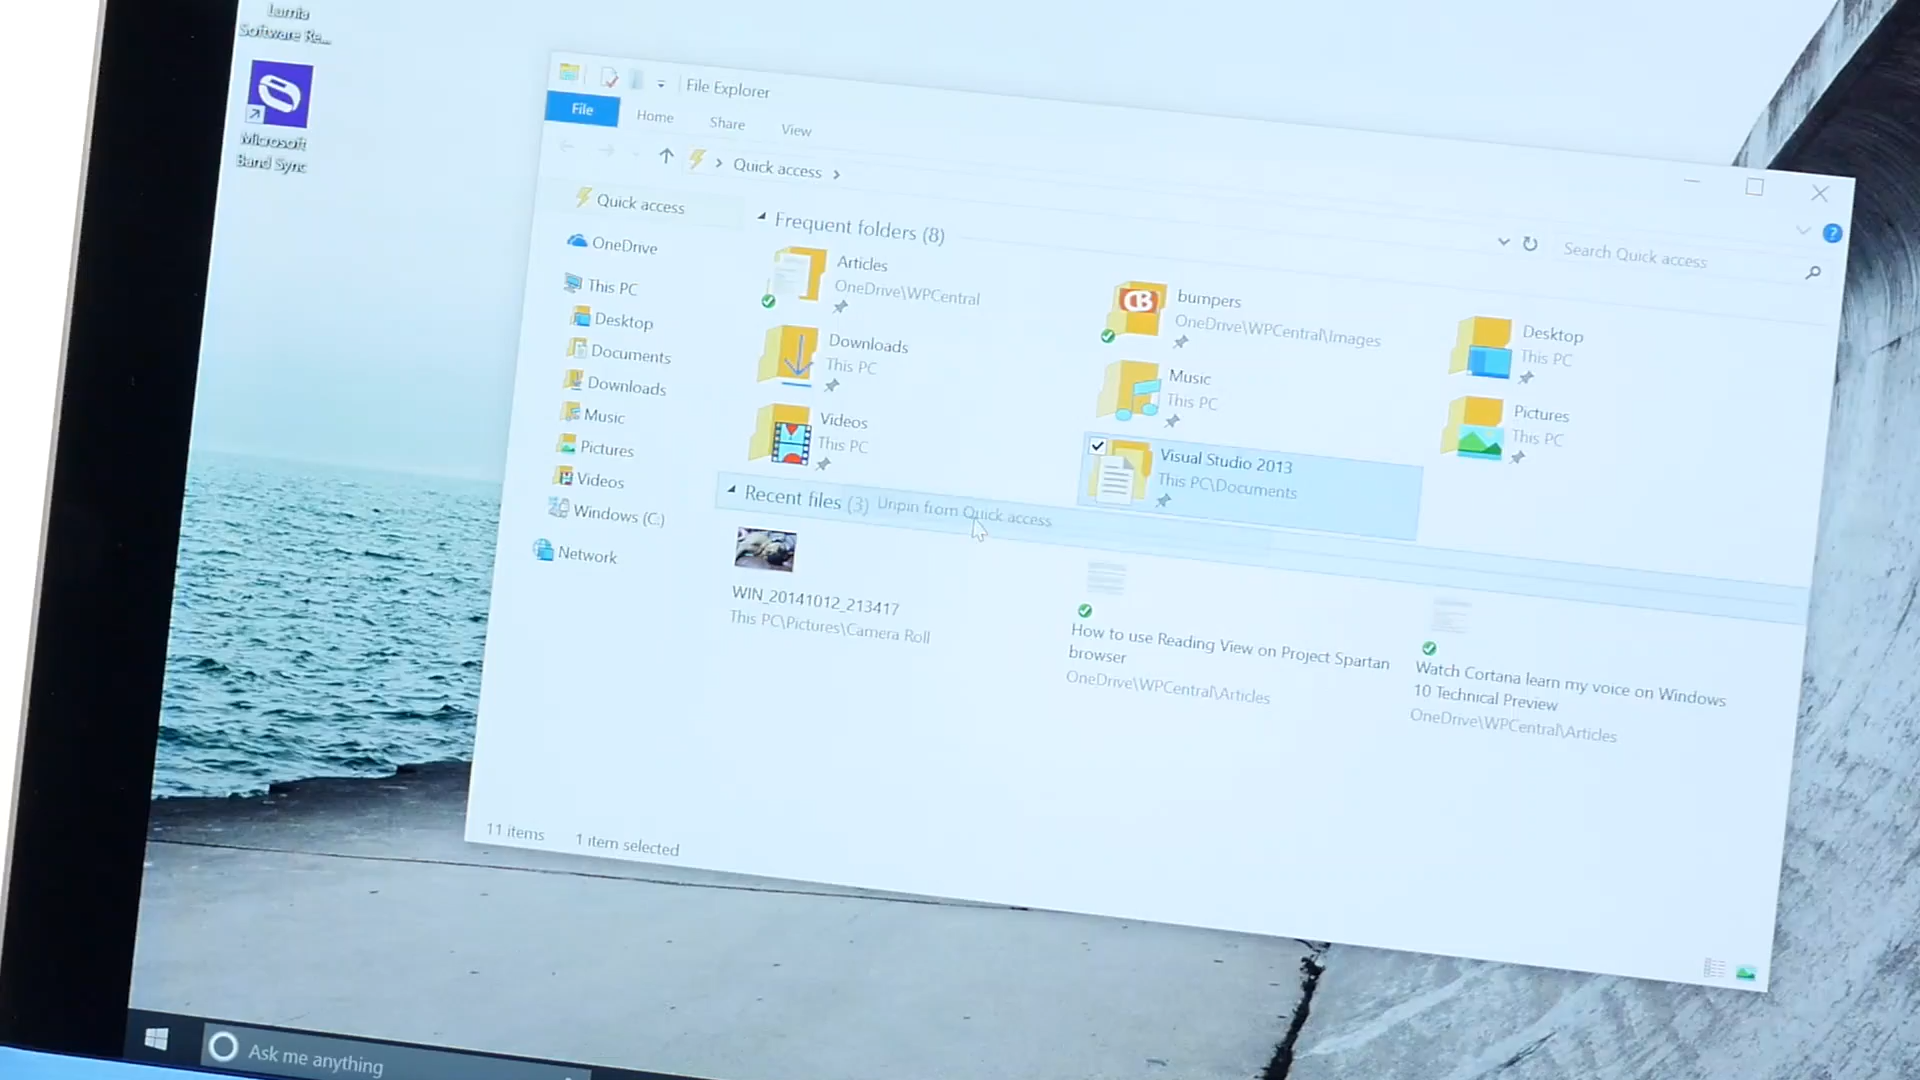 Lumia
Software Re...
Microsoft
Band Sync
File Explorer
File
Home
Share
View
Quick access
Search Quick access
Quick access
OneDrive
This PC
Desktop
Documents
Downloads
Music
Pictures
Videos
Windows (C:)
Network
Frequent folders (8)
Articles
OneDrive\WPCentral
bumpers
OneDrive\WPCentral\Images
Desktop
This PC
Downloads
This PC
Music
This PC
Pictures
This PC
Videos
This PC
Visual Studio 2013
This PC\Documents
Recent files (3)
Unpin from Quick access
WIN_20141012_213417
This PC\Pictures\Camera Roll
How to use Reading View on Project Spartan
browser
OneDrive\WPCentral\Articles
Watch Cortana learn my voice on Windows
10 Technical Preview
OneDrive\WPCentral\Articles
11 items
1 item selected
Ask me anything